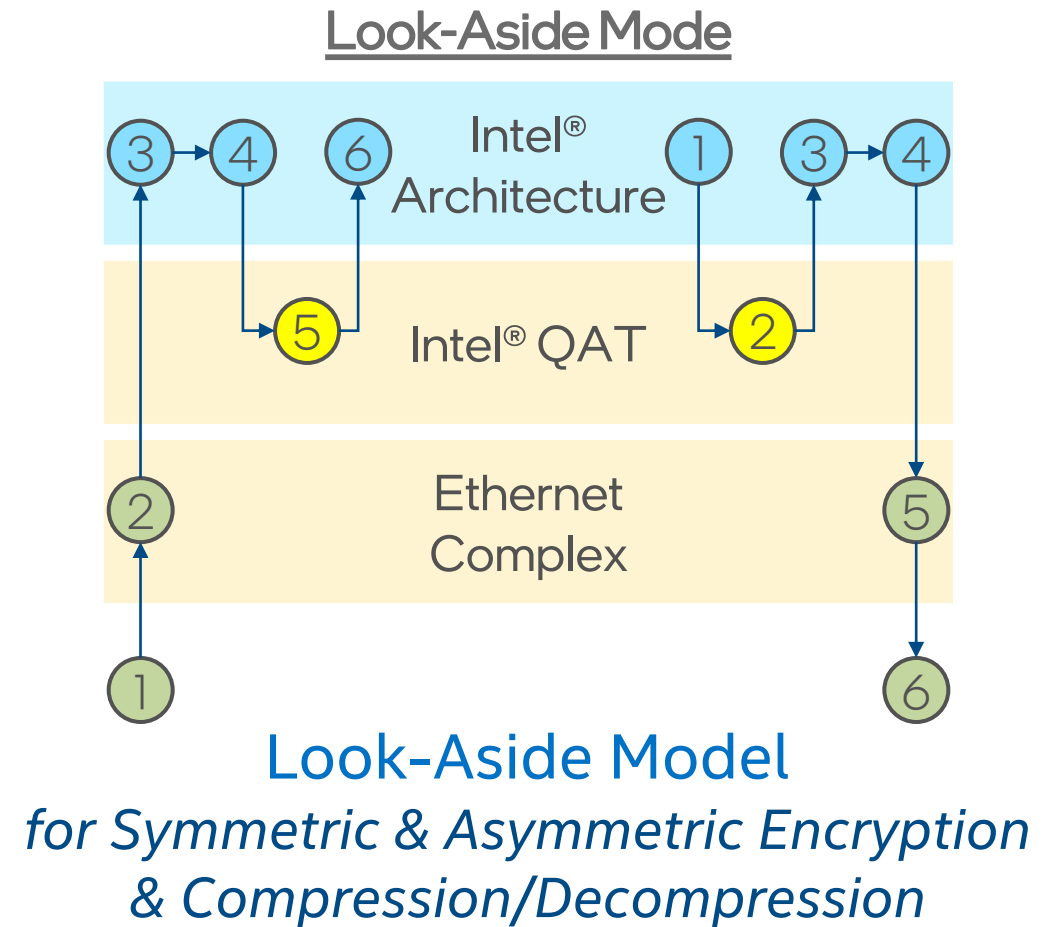 Look-Aside Mode
3 4 6 Intel® 1 3 4
Architecture
5 Intel® QAT 2
2 Ethernet 5
Complex
1 6
Look-Aside Model
for Symmetric & Asymmetric Encryption
& Compression/Decompression